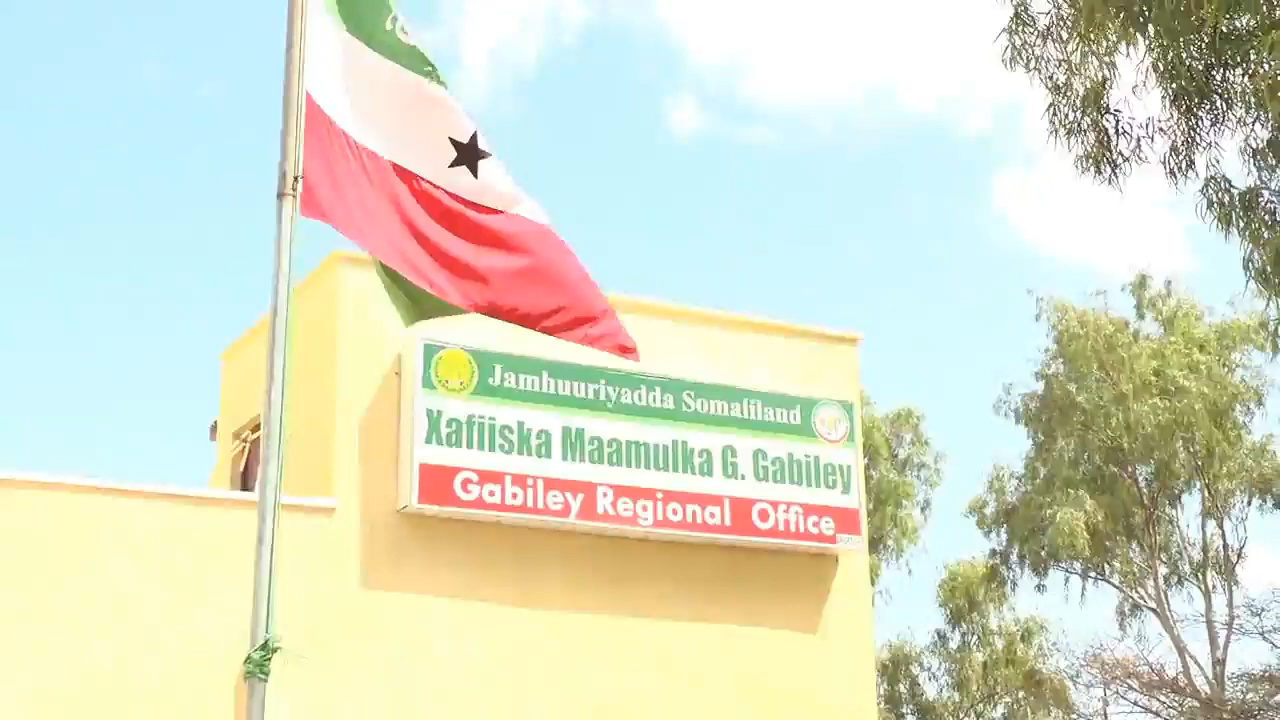 Jamhuuriyadda Somaliland
Xafiiska Maamulka G. Gabiley
Gabiley Regional Office